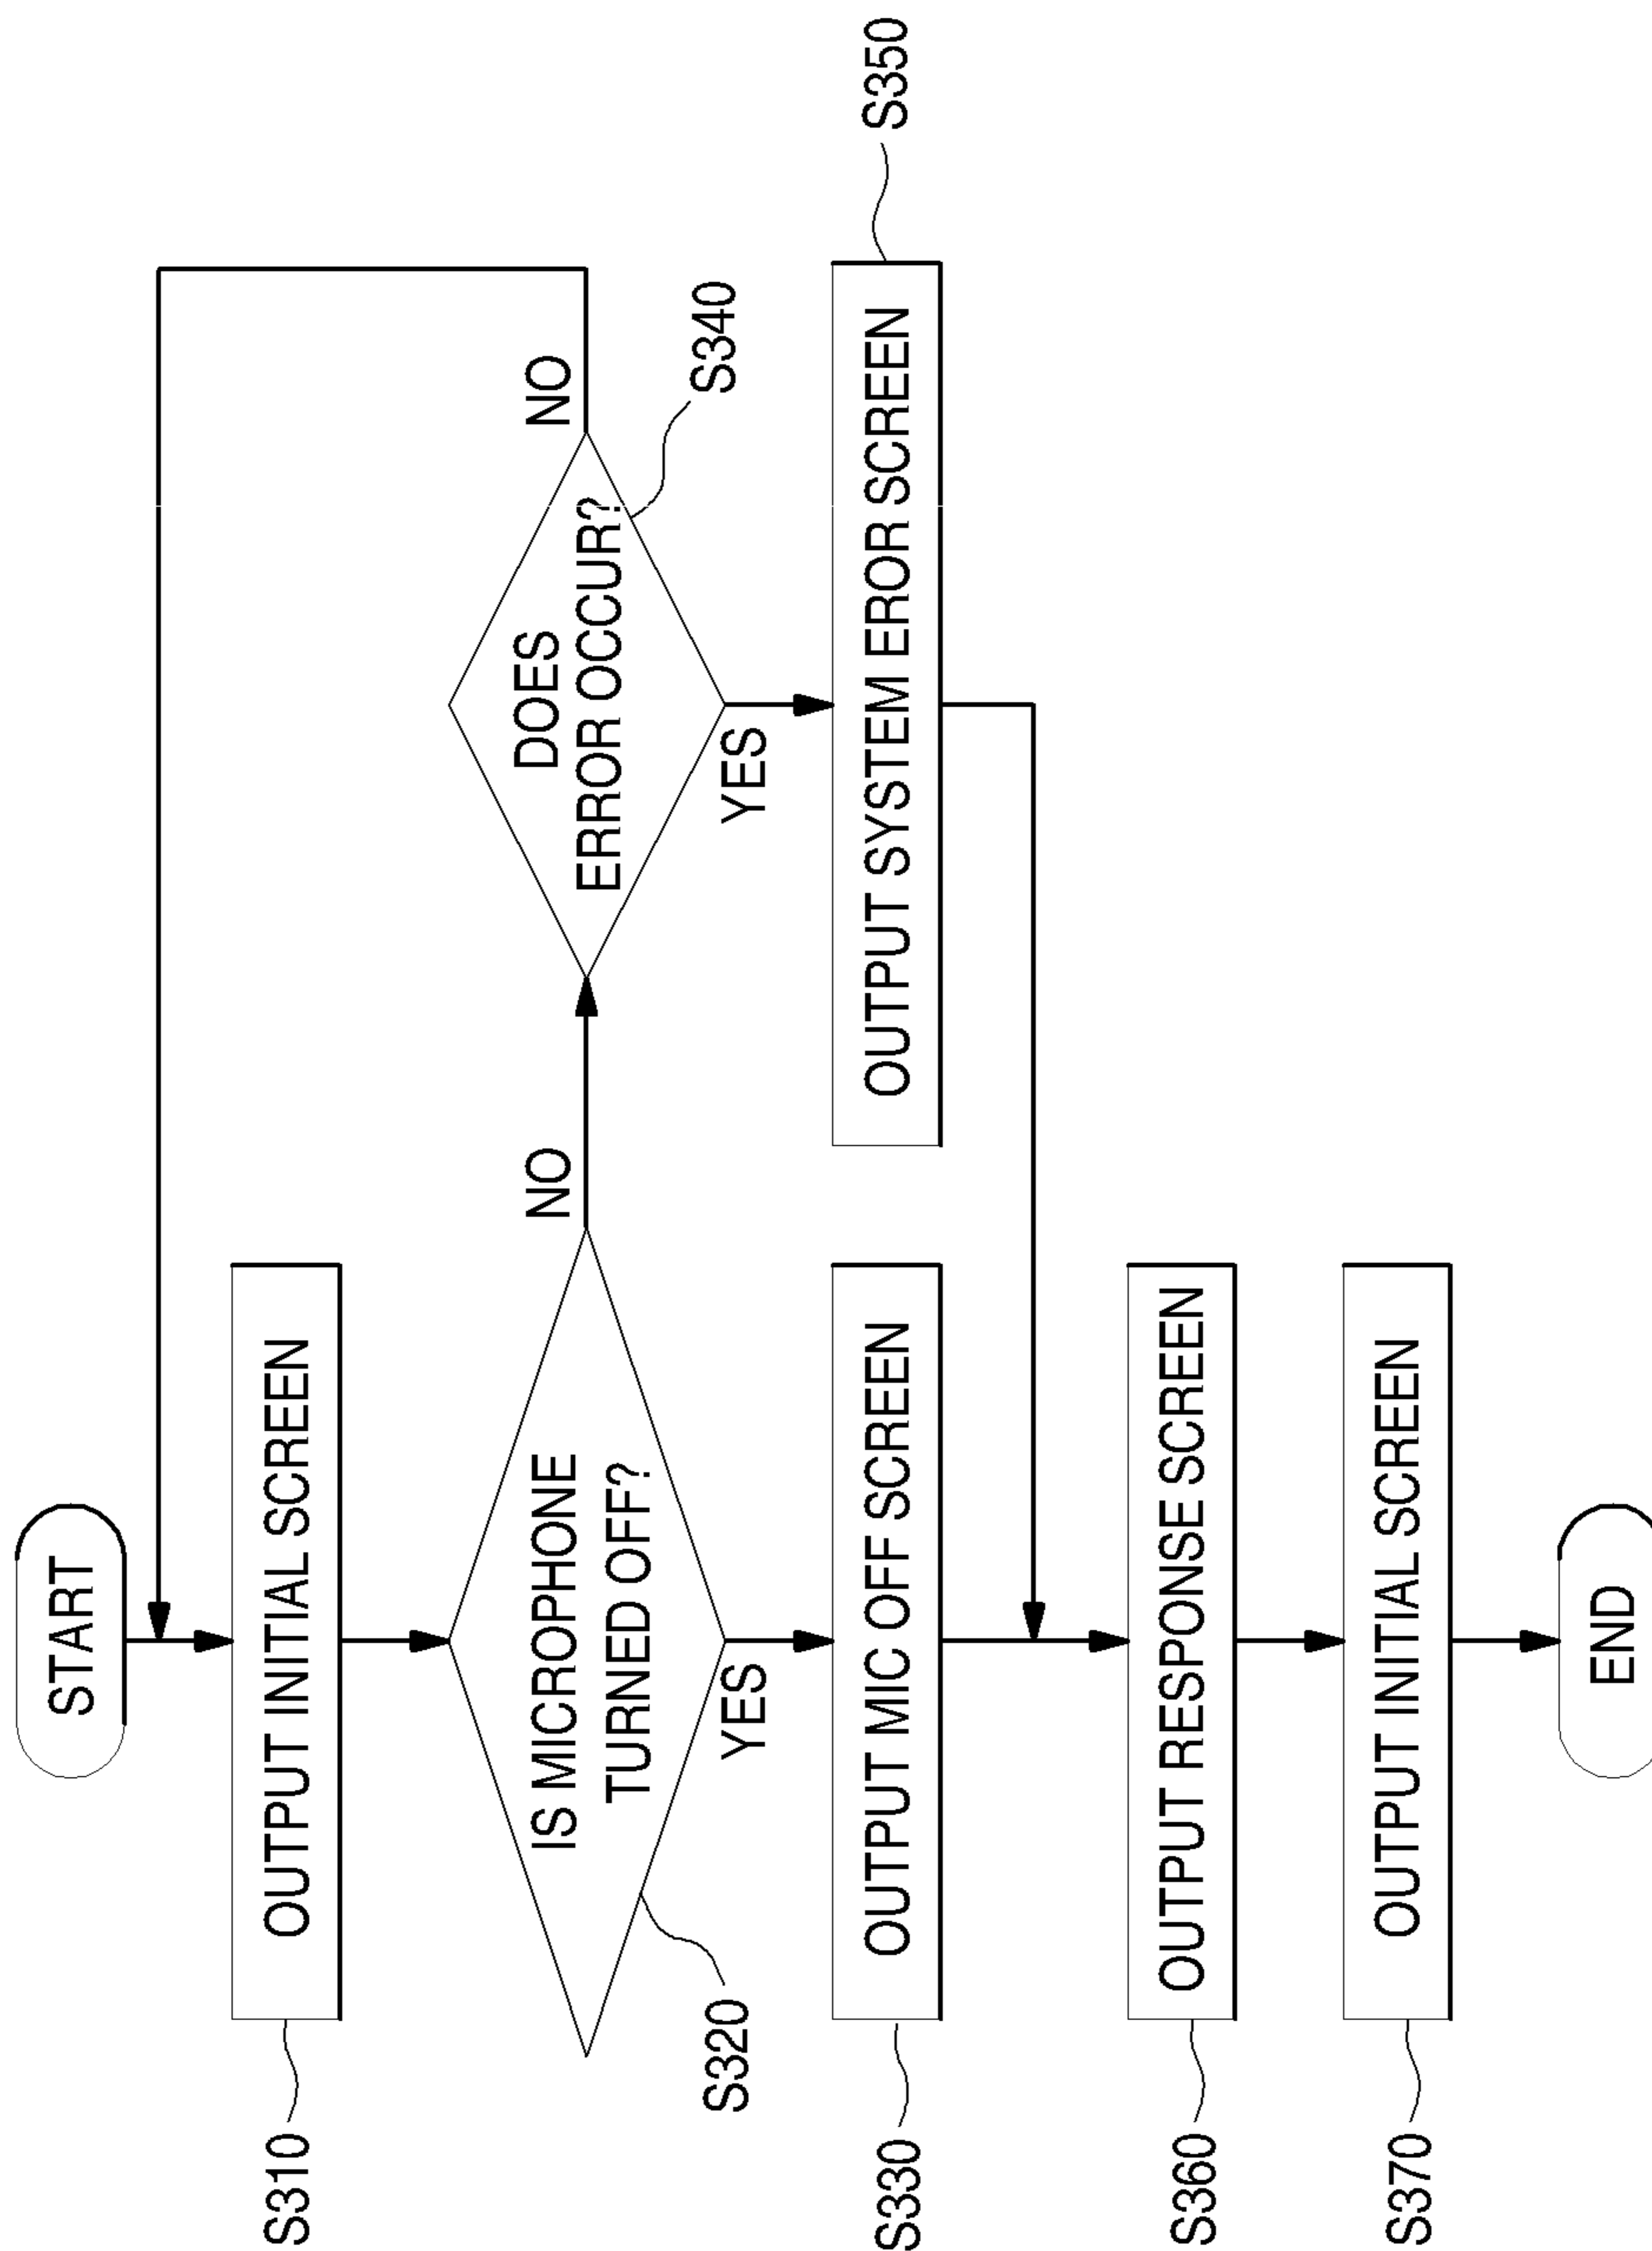 START
OUTPUT INITIAL SCREEN
S310
IS MICROPHONE
TURNED OFF?
S320
NO
YES
DOES
ERROR OCCUR?
S340
NO
YES
OUTPUT MIC OFF SCREEN
S330
OUTPUT SYSTEM ERROR SCREEN
S350
OUTPUT RESPONSE SCREEN
S360
OUTPUT INITIAL SCREEN
S370
END